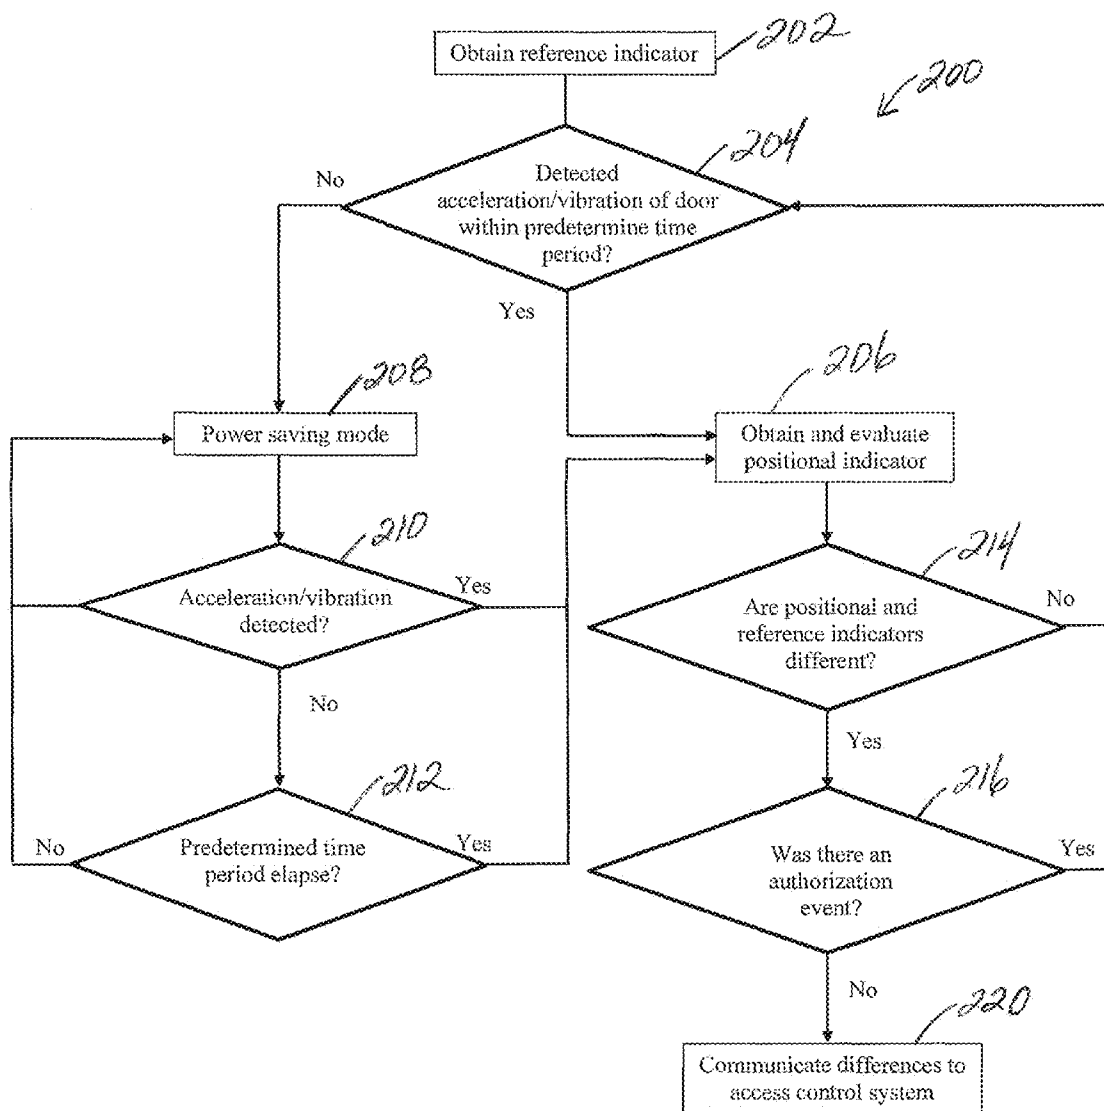 Obtain reference indicator
202
200
204
Detected
acceleration/vibration of door
within predetermine time
period?
No
Yes
208
206
Power saving mode
Obtain and evaluate
positional indicator
210
214
Acceleration/vibration
detected?
Yes
Are positional and
reference indicators
different?
No
No
Yes
212
216
Predetermined time
period elapse?
No
Yes
Was there an
authorization
event?
Yes
No
220
Communicate differences to
access control system